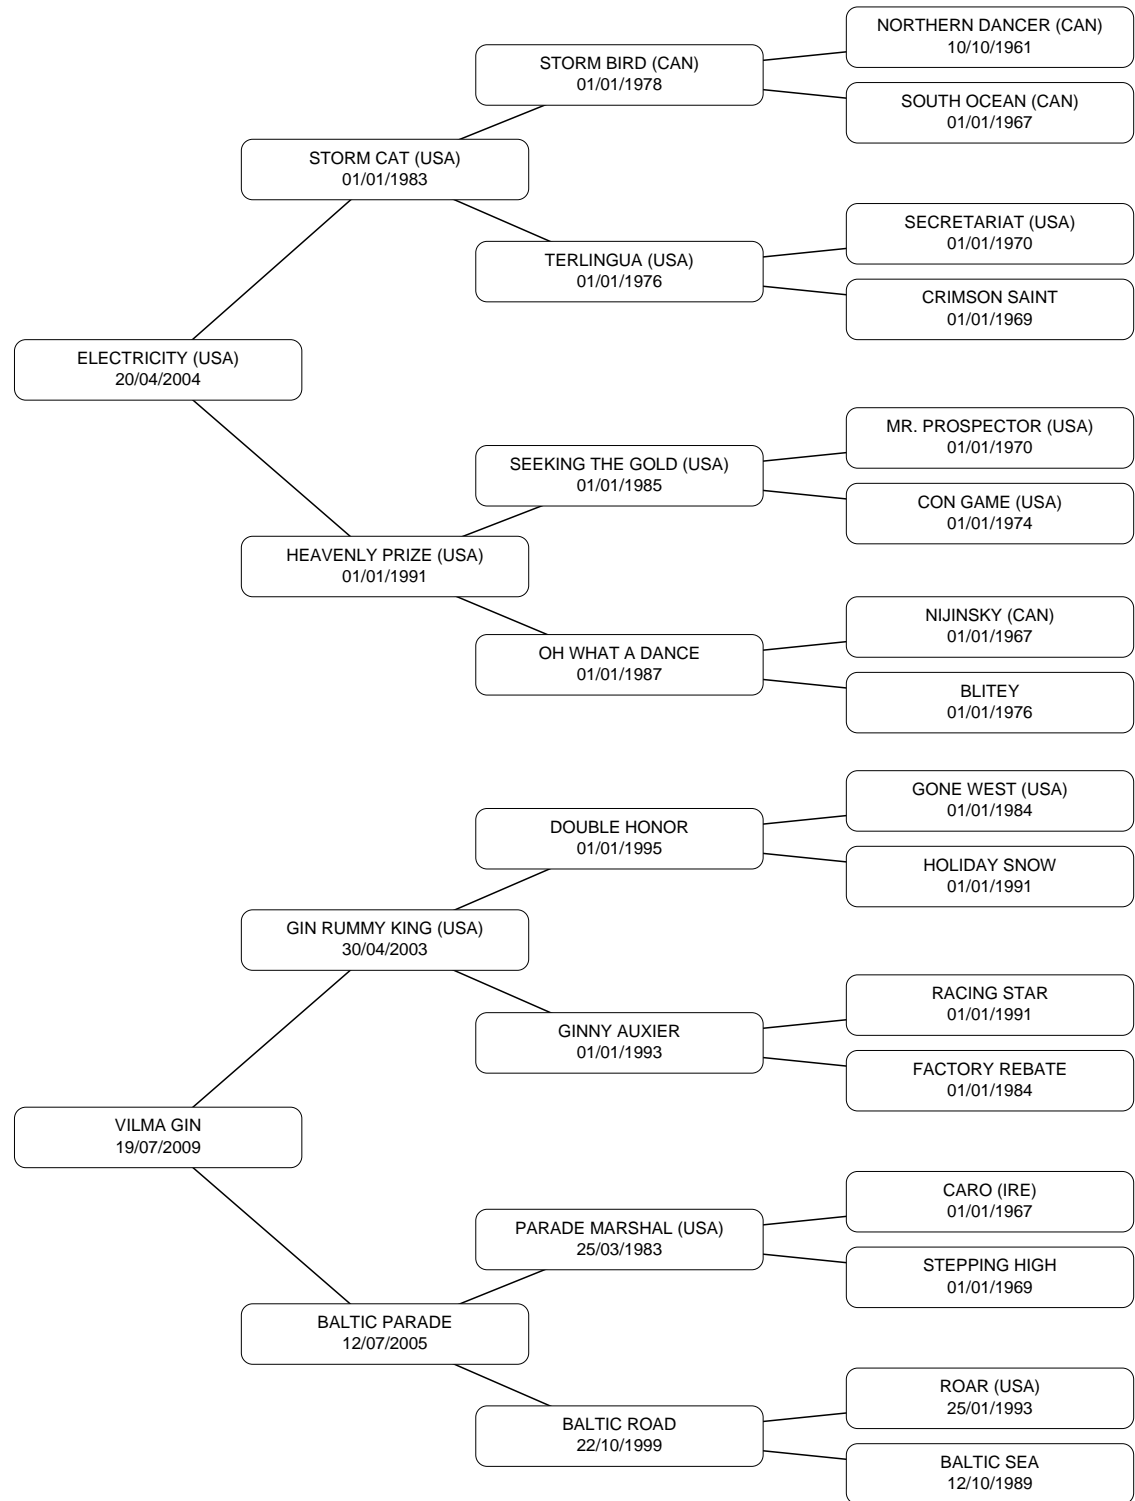 NORTHERN DANCER (CAN)
10/10/1961
STORM BIRD (CAN)
01/01/1978
SOUTH OCEAN (CAN)
01/01/1967
STORM CAT (USA)
01/01/1983
SECRETARIAT (USA)
01/01/1970
TERLINGUA (USA)
01/01/1976
CRIMSON SAINT
01/01/1969
ELECTRICITY (USA)
20/04/2004
MR. PROSPECTOR (USA)
01/01/1970
SEEKING THE GOLD (USA)
01/01/1985
CON GAME (USA)
01/01/1974
HEAVENLY PRIZE (USA)
01/01/1991
NIJINSKY (CAN)
01/01/1967
OH WHAT A DANCE
01/01/1987
BLITEY
01/01/1976
GONE WEST (USA)
01/01/1984
DOUBLE HONOR
01/01/1995
HOLIDAY SNOW
01/01/1991
GIN RUMMY KING (USA)
30/04/2003
RACING STAR
01/01/1991
GINNY AUXIER
01/01/1993
FACTORY REBATE
01/01/1984
VILMA GIN
19/07/2009
CARO (IRE)
01/01/1967
PARADE MARSHAL (USA)
25/03/1983
STEPPING HIGH
01/01/1969
BALTIC PARADE
12/07/2005
ROAR (USA)
25/01/1993
BALTIC ROAD
22/10/1999
BALTIC SEA
12/10/1989